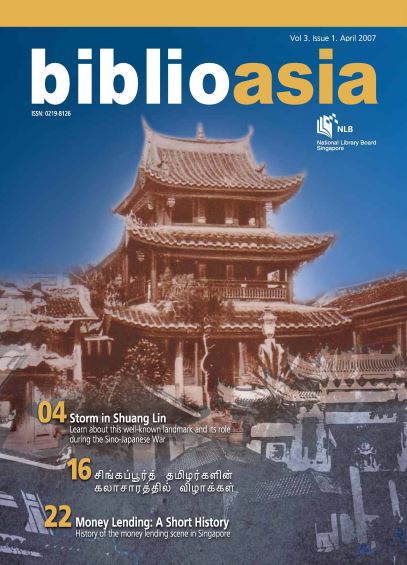 Vol 3. Issue 1. April 2007
biblioasia
ISSN: 0219-8126
NLB
National Library Board
Singapore
04 Storm in Shuang Lin
Learn about this well-known landmark and its role
during the Sino-Japanese War
16 சிங்கப்பூர்த் தமிழர்களின்
கலாசாரத்தில் விழாக்கள்
22 Money Lending: A Short History
History of the money lending scene in Singapore